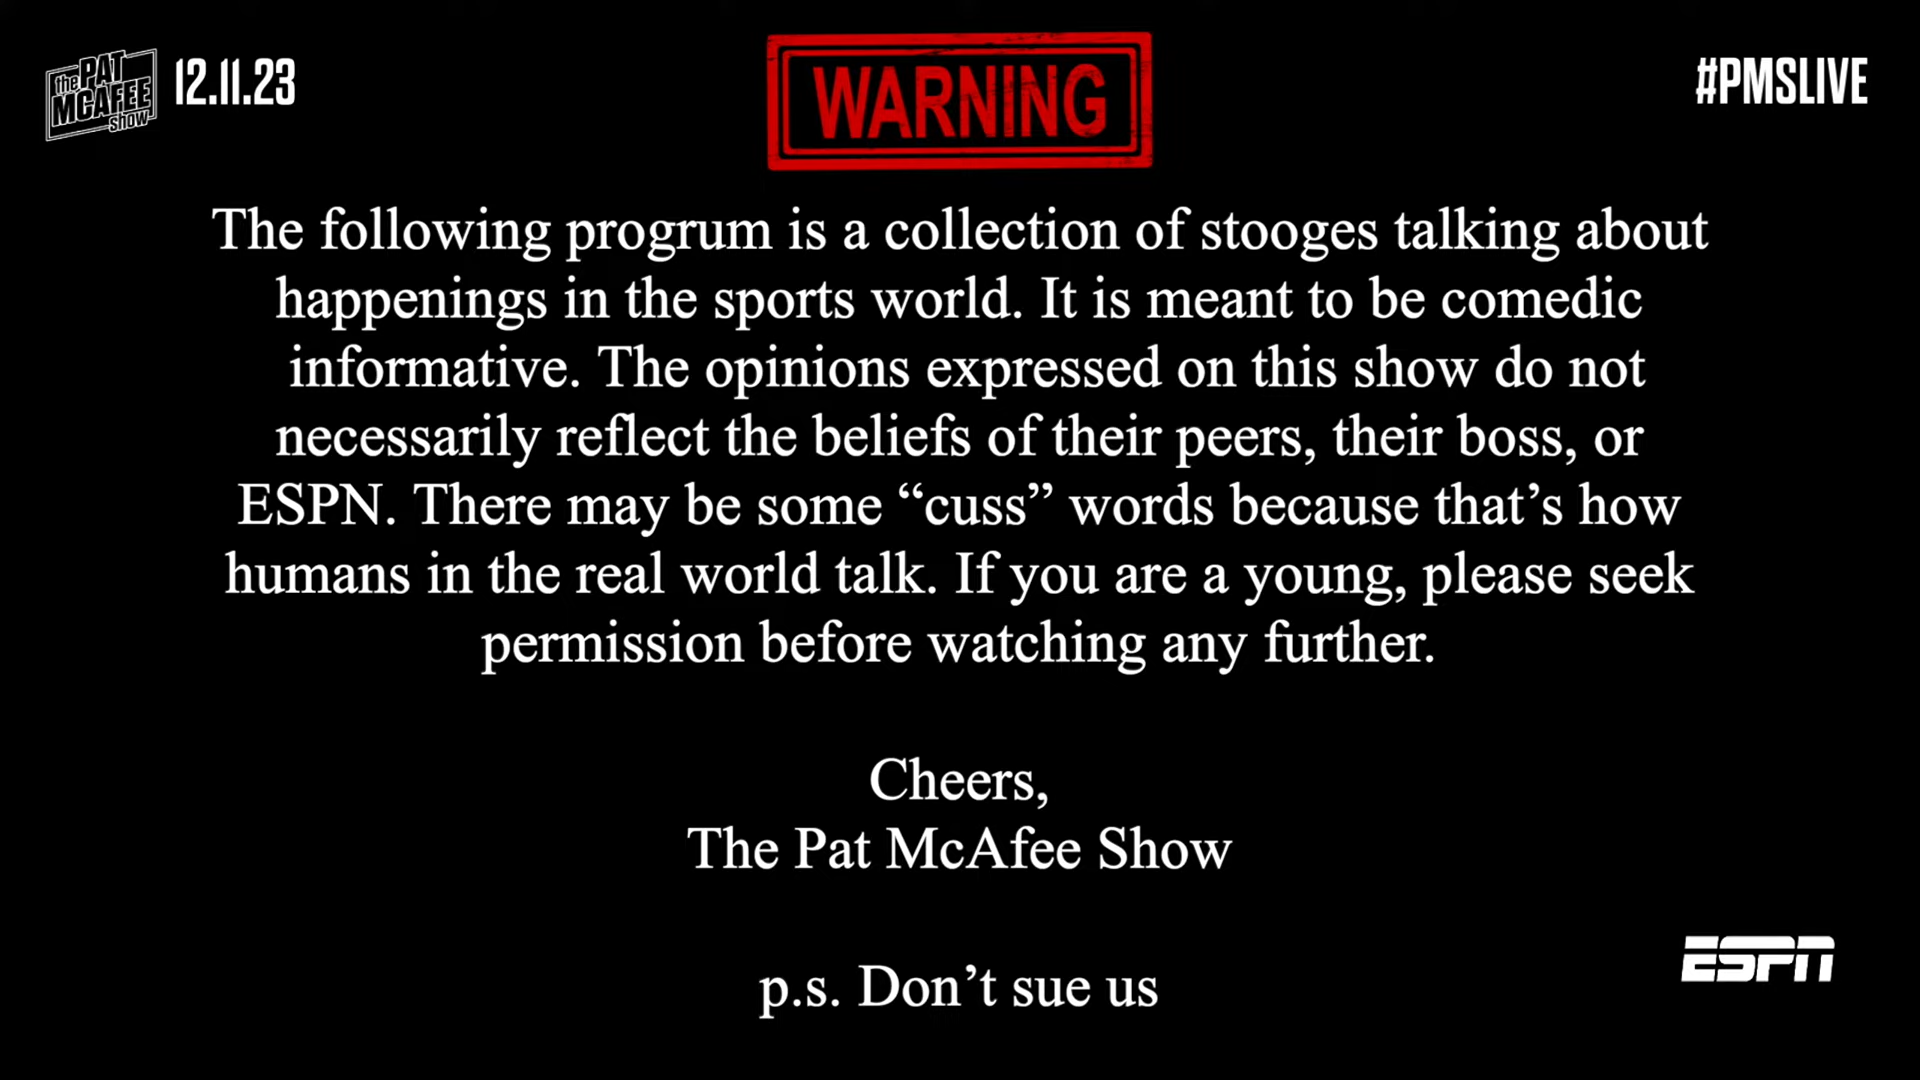 the PAT
MCAFEE
show
12.11.23
WARNING
#PMSLIVE
The following progrum is a collection of stooges talking about
happenings in the sports world. It is meant to be comedic
informative. The opinions expressed on this show do not
necessarily reflect the beliefs of their peers, their boss, or
ESPN. There may be some “cuss” words because that’s how
humans in the real world talk. If you are a young, please seek
permission before watching any further.
Cheers,
The Pat McAfee Show
ESPN
p.s. Don’t sue us